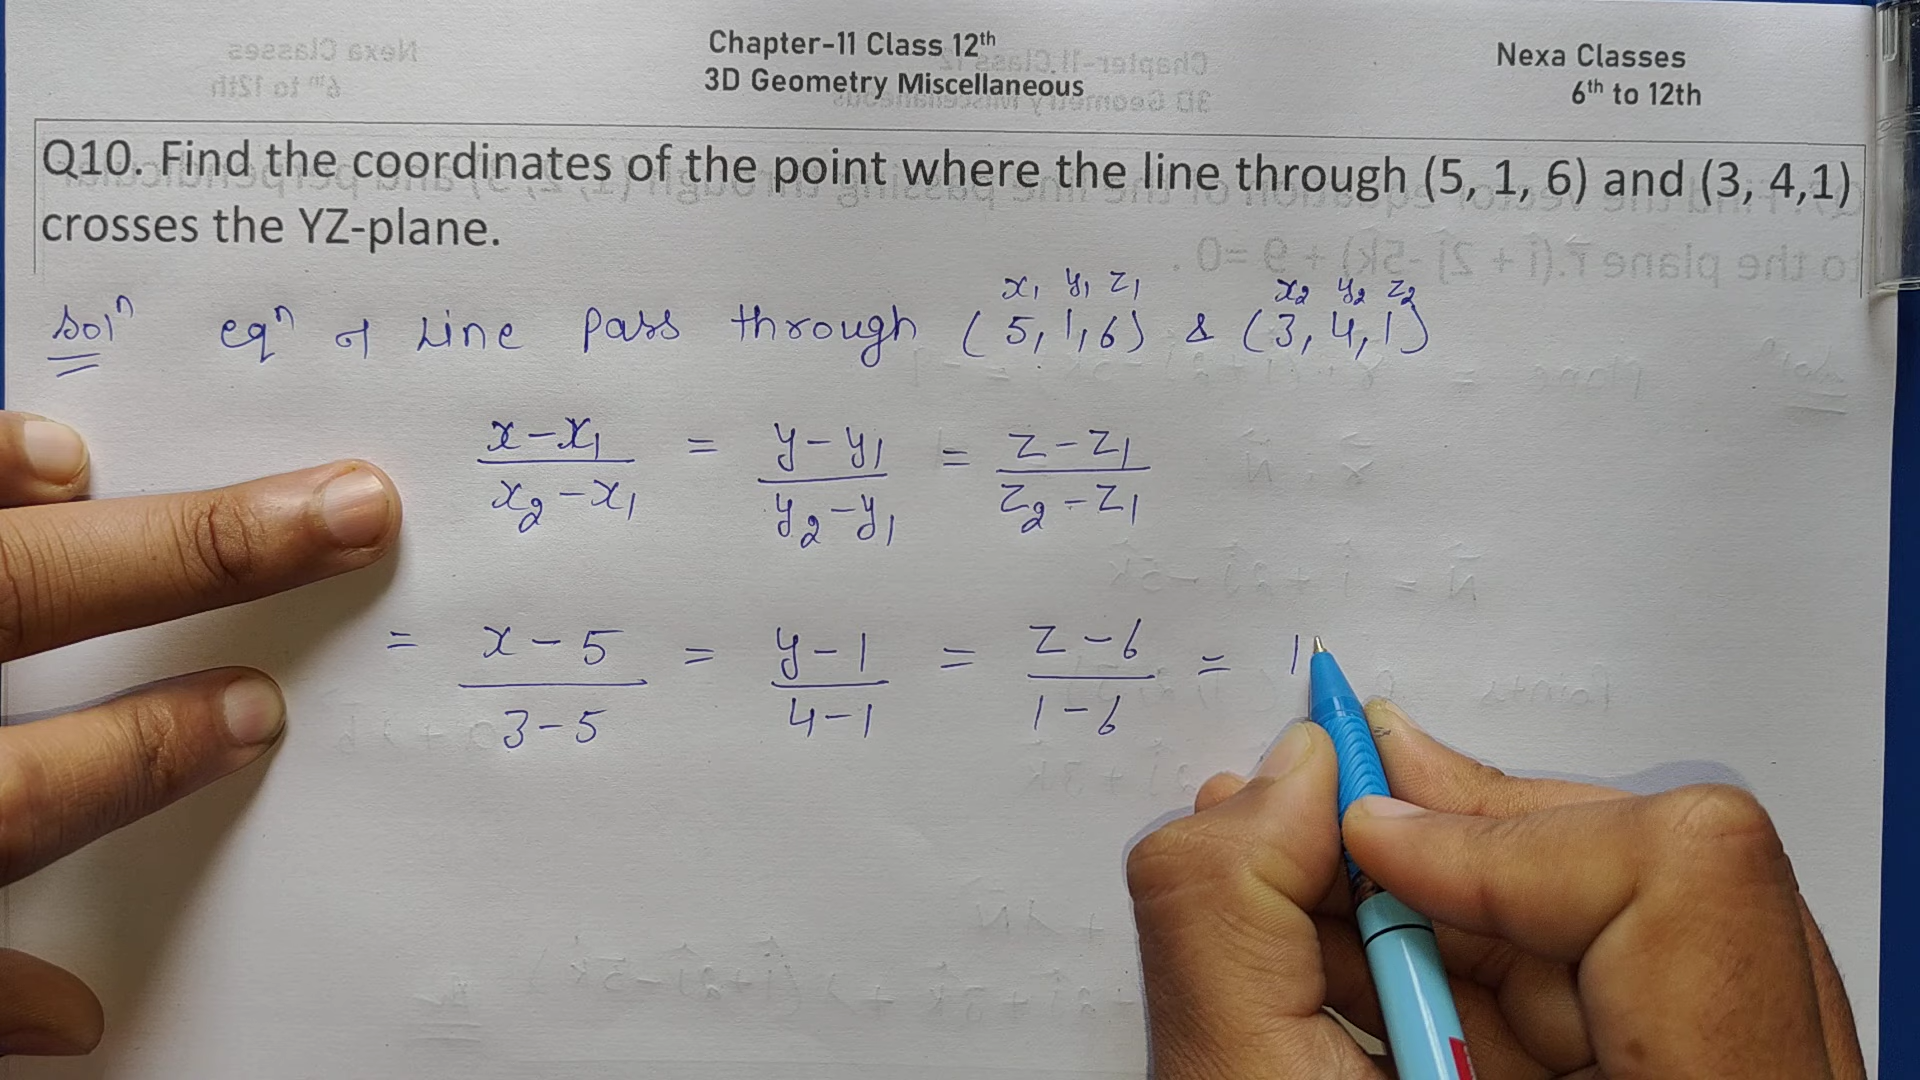 Chapter-11 Class 12th
3D Geometry Miscellaneous
Nexa Classes
6th to 12th
Q10. Find the coordinates of the point where the line through (5, 1, 6) and (3, 4,1)
crosses the YZ-plane.
x₁ y₁ z₁ x₂ y₂ z₂
Solⁿ eqⁿ of Line pass through (5,1,6) & (3,4,1)
x-x₁ = y-y₁ = z-z₁
x₂-x₁ y₂-y₁ z₂-z₁
= x-5 = y-1 = z-6 =
3-5 4-1 1-6